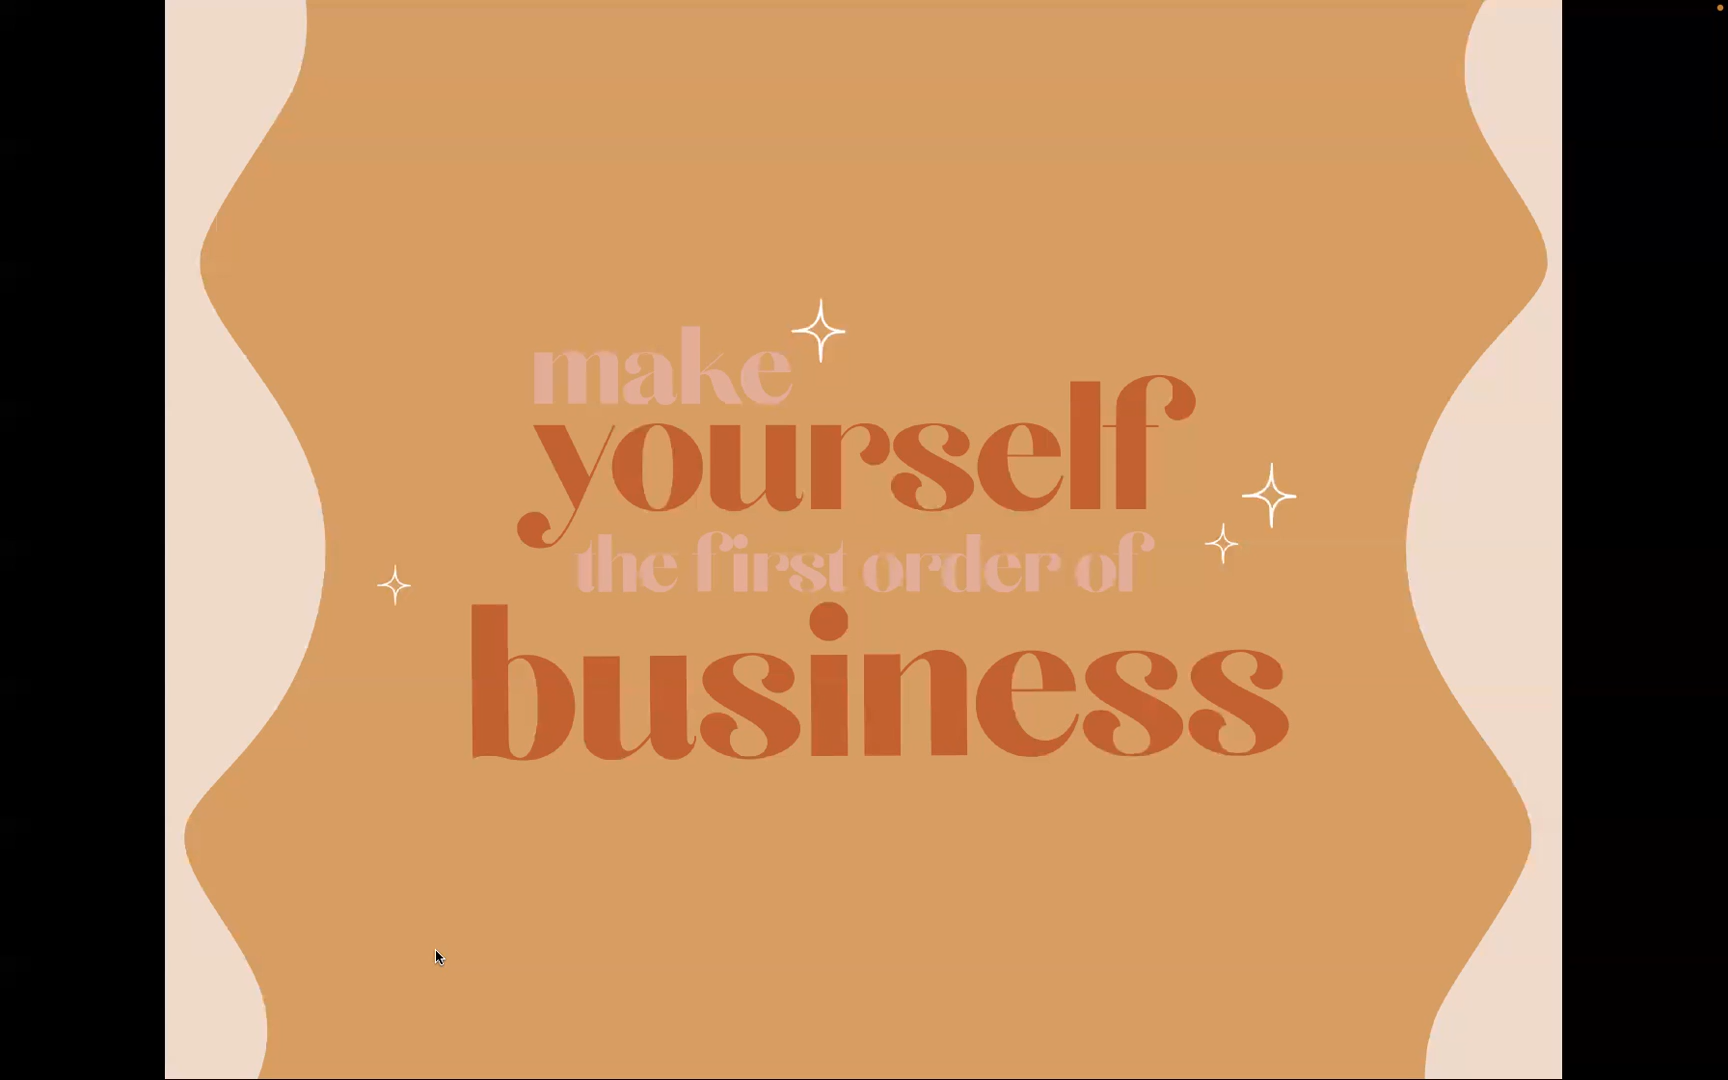 make
yourself
the first order of
business